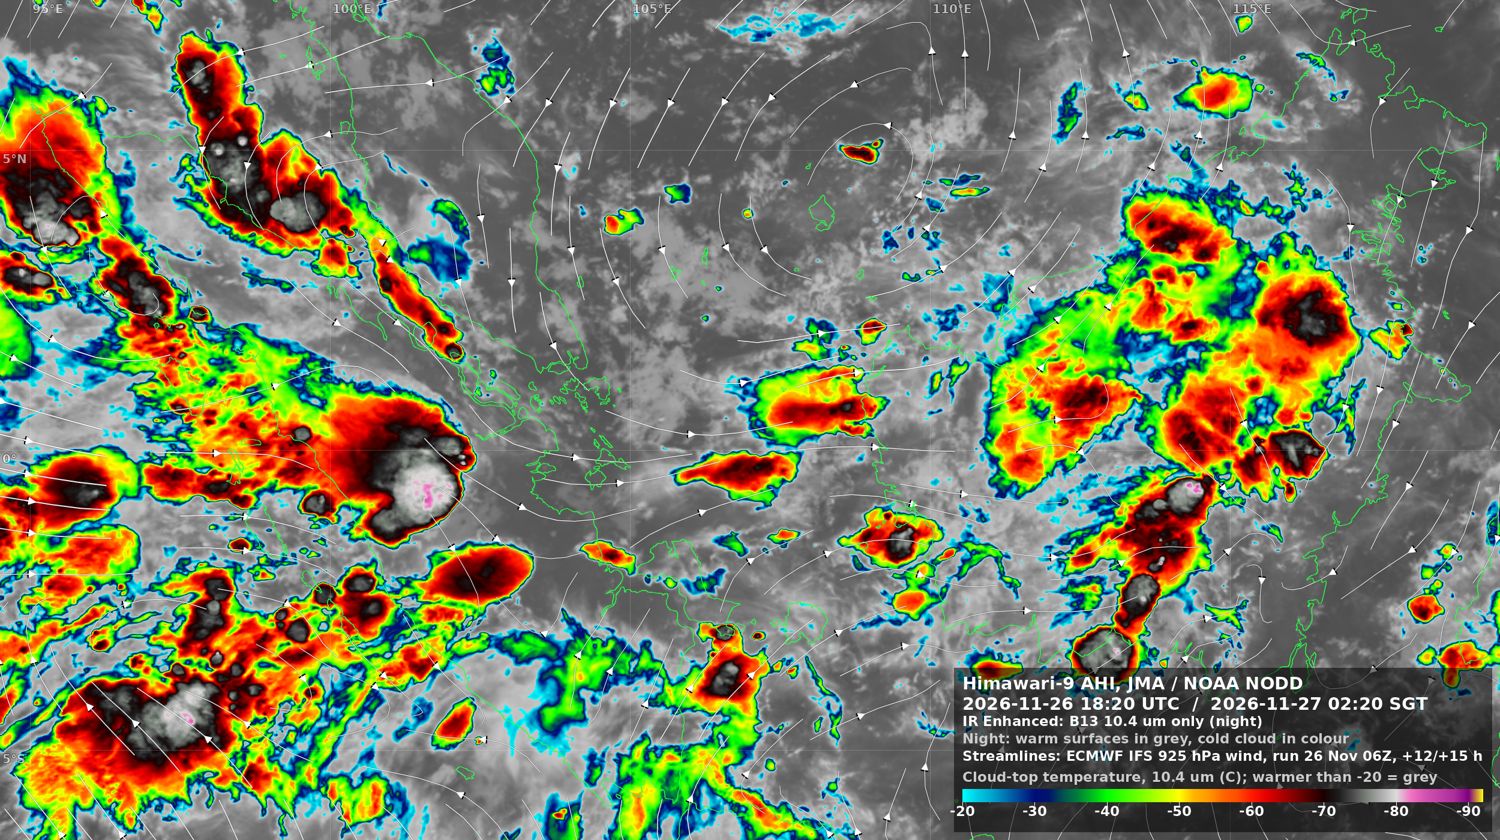 95°E 100°E 105°E 110°E 115°E
5°N
0°
5°S
Himawari-9 AHI, JMA / NOAA NODD
2026-11-26 18:20 UTC / 2026-11-27 02:20 SGT
IR Enhanced: B13 10.4 um only (night)
Night: warm surfaces in grey, cold cloud in colour
Streamlines: ECMWF IFS 925 hPa wind, run 26 Nov 06Z, +12/+15 h
Cloud-top temperature, 10.4 um (C); warmer than -20 = grey
-20 -30 -40 -50 -60 -70 -80 -90